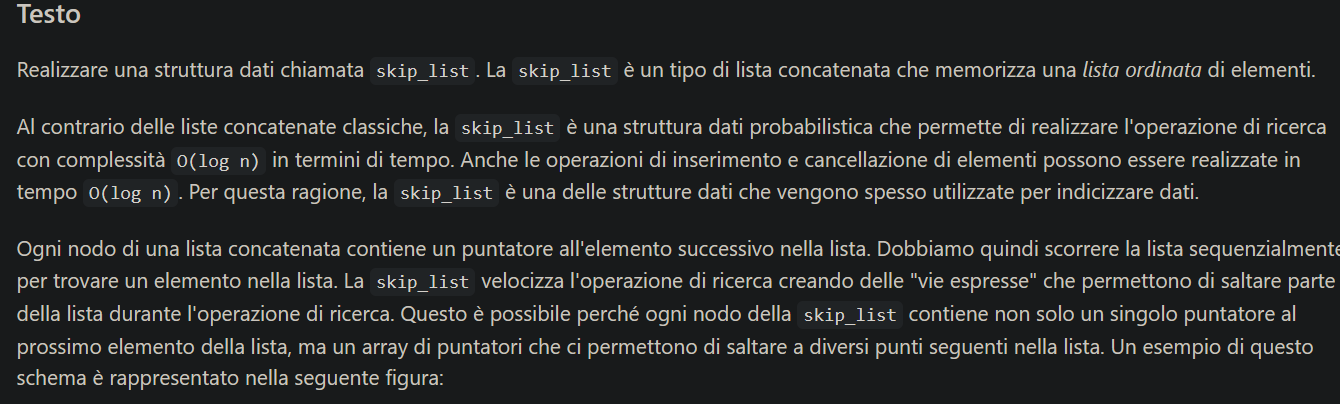 Testo
Realizzare una struttura dati chiamata skip_list. La skip_list è un tipo di lista concatenata che memorizza una lista ordinata di elementi.
Al contrario delle liste concatenate classiche, la skip_list è una struttura dati probabilistica che permette di realizzare l'operazione di ricerca
con complessità O(log n) in termini di tempo. Anche le operazioni di inserimento e cancellazione di elementi possono essere realizzate in
tempo O(log n). Per questa ragione, la skip_list è una delle strutture dati che vengono spesso utilizzate per indicizzare dati.
Ogni nodo di una lista concatenata contiene un puntatore all'elemento successivo nella lista. Dobbiamo quindi scorrere la lista sequenzialmente
per trovare un elemento nella lista. La skip_list velocizza l'operazione di ricerca creando delle "vie espresse" che permettono di saltare parte
della lista durante l'operazione di ricerca. Questo è possibile perché ogni nodo della skip_list contiene non solo un singolo puntatore al
prossimo elemento della lista, ma un array di puntatori che ci permettono di saltare a diversi punti seguenti nella lista. Un esempio di questo
schema è rappresentato nella seguente figura: